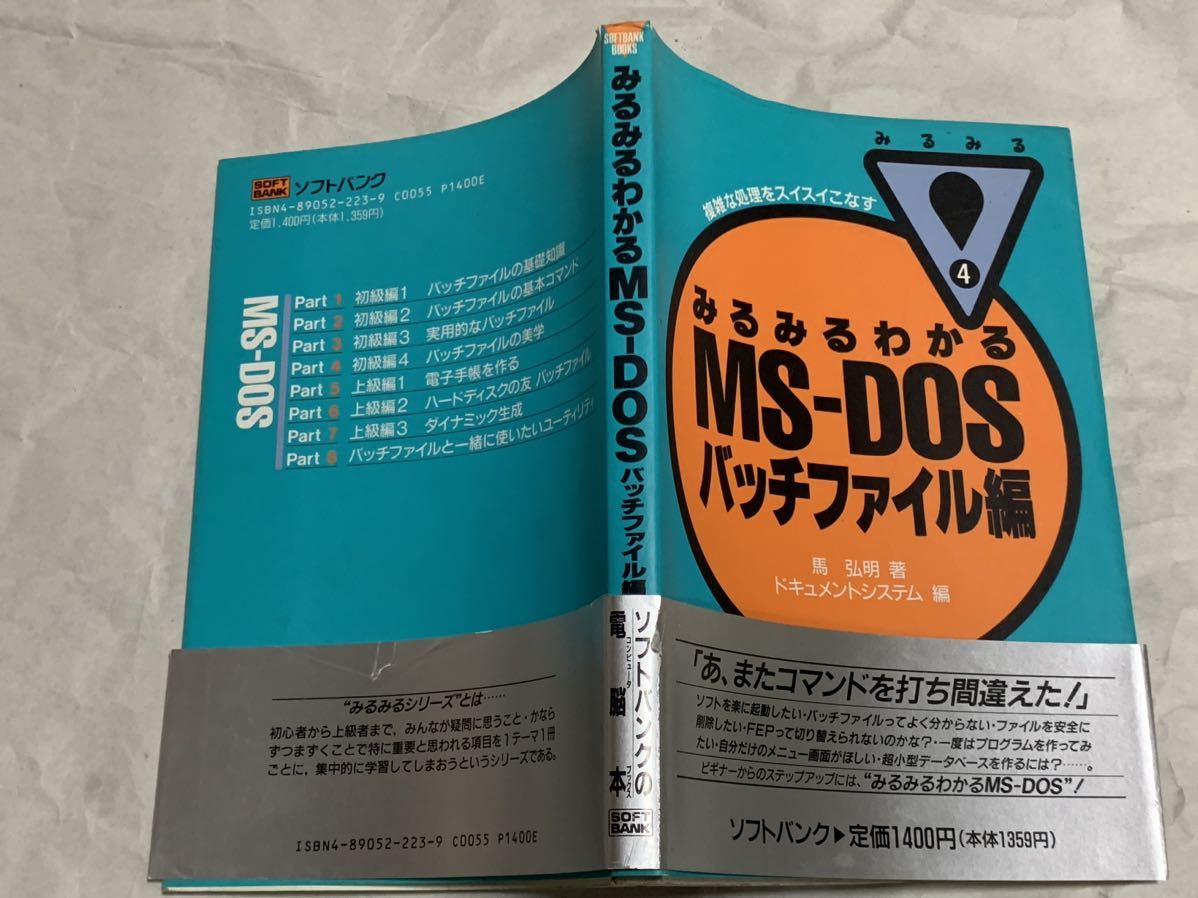 SOFT BANK ソフトバンク
ISBN4-89052-223-9 C0055 P1400E
定価1,400円(本体1,359円)
MS-DOS
Part 1 初級編1 バッチファイルの基礎知識
Part 2 初級編2 バッチファイルの基本コマンド
Part 3 初級編3 実用的なバッチファイル
Part 4 初級編4 バッチファイルの美学
Part 5 上級編1 電子手帳を作る
Part 6 上級編2 ハードディスクの友 バッチファイル
Part 7 上級編3 ダイナミック生成
Part 8 バッチファイルと一緒に使いたいユーティリティ
“みるみるシリーズ”とは……
初心者から上級者まで,みんなが疑問に思うこと・かなら
ずつまずくことで特に重要と思われる項目を1テーマ1冊
ごとに,集中的に学習してしまおうというシリーズである。
ISBN4-89052-223-9 C0055 P1400E
SOFTBANK
BOOKS
みるみるわかるMS-DOS バッチファイル編
ソフトバンクの
電脳本
コンピュータ ブックス
SOFT
BANK
みるみる
4
複雑な処理をスイスイこなす
みるみるわかる
MS-DOS
バッチファイル編
馬 弘明 著
ドキュメントシステム 編
「あ、またコマンドを打ち間違えた!」
ソフトを楽に起動したい・バッチファイルってよく分からない・ファイルを安全に
削除したい・FEPって切り替えられないのかな?・一度はプログラムを作ってみ
たい・自分だけのメニュー画面がほしい・超小型データベースを作るには?……。
ビギナーからのステップアップには、“みるみるわかるMS-DOS”!
ソフトバンク▶定価1400円(本体1359円)